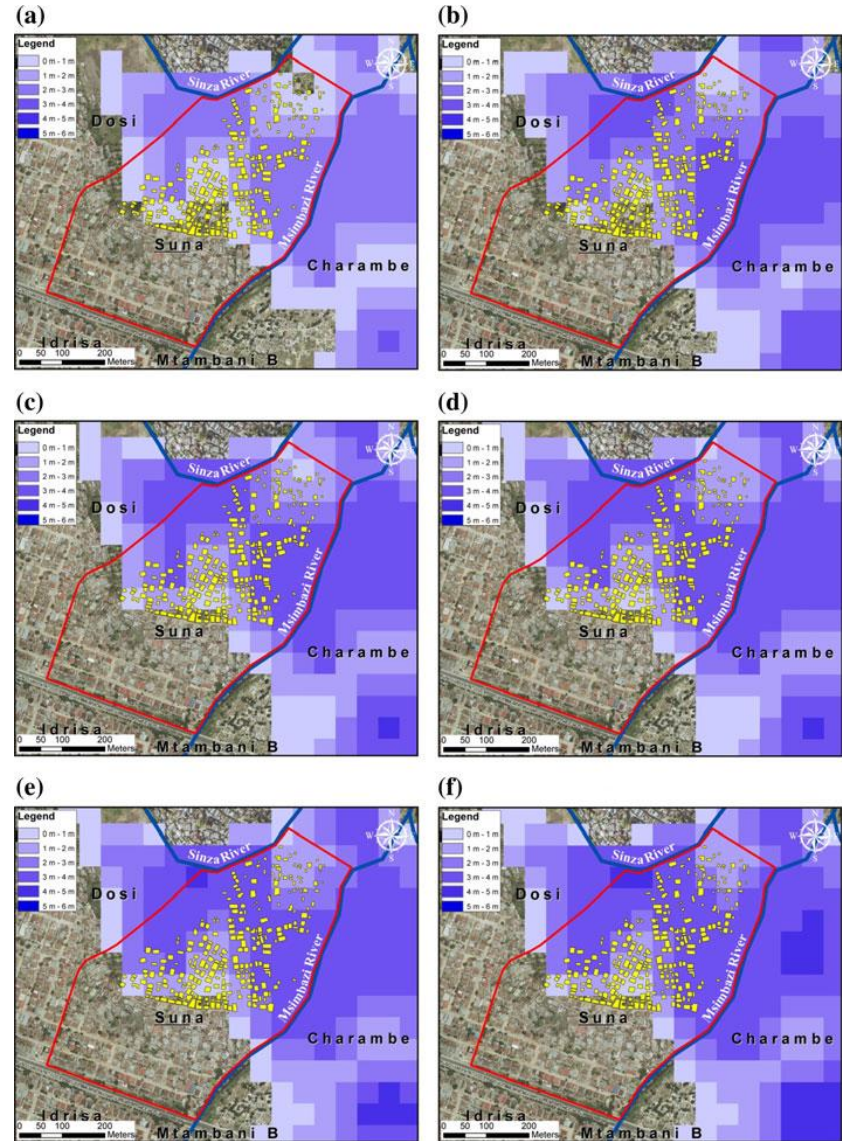 (a)
Legend
0 m - 1 m
1 m - 2 m
2 m - 3 m
3 m - 4 m
4 m - 5 m
5 m - 6 m
Sinza River
N
W
E
S
Dosi
Msimbazi River
Suna
Charambe
Idrisa
Mtambani B
0 50 100 200
Meters
(b)
Legend
0 m - 1 m
1 m - 2 m
2 m - 3 m
3 m - 4 m
4 m - 5 m
5 m - 6 m
Sinza River
N
W
E
S
Dosi
Msimbazi River
Suna
Charambe
Idrisa
Mtambani B
0 50 100 200
Meters
(c)
Legend
0 m - 1 m
1 m - 2 m
2 m - 3 m
3 m - 4 m
4 m - 5 m
5 m - 6 m
Sinza River
N
W
E
S
Dosi
Msimbazi River
Suna
Charambe
Idrisa
Mtambani B
0 50 100 200
Meters
(d)
Legend
0 m - 1 m
1 m - 2 m
2 m - 3 m
3 m - 4 m
4 m - 5 m
5 m - 6 m
Sinza River
N
W
E
S
Dosi
Msimbazi River
Suna
Charambe
Idrisa
Mtambani B
0 50 100 200
Meters
(e)
Legend
0 m - 1 m
1 m - 2 m
2 m - 3 m
3 m - 4 m
4 m - 5 m
5 m - 6 m
Sinza River
N
W
E
S
Dosi
Msimbazi River
Suna
Charambe
Idrisa
Mtambani B
0 50 100 200
Meters
(f)
Legend
0 m - 1 m
1 m - 2 m
2 m - 3 m
3 m - 4 m
4 m - 5 m
5 m - 6 m
Sinza River
N
W
E
S
Dosi
Msimbazi River
Suna
Charambe
Idrisa
Mtambani B
0 50 100 200
Meters